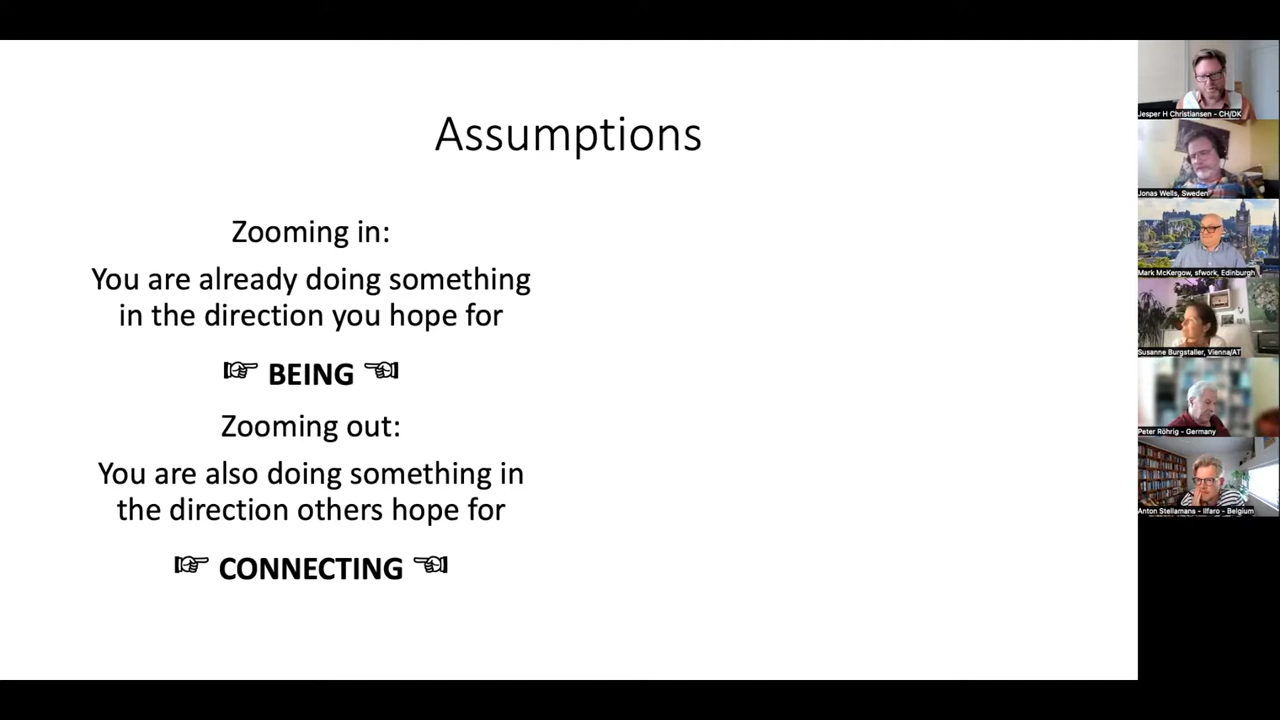 Assumptions
Zooming in:
You are already doing something
in the direction you hope for
☞ BEING ☜
Zooming out:
You are also doing something in
the direction others hope for
☞ CONNECTING ☜
Jesper H Christiansen - CH/DK
Jonas Wells, Sweden
Mark McKergow, sfwork, Edinburgh
Susanne Burgstaller, Vienna/AT
Peter Röhrig - Germany
Anton Stellamans - Ilfaro - Belgium